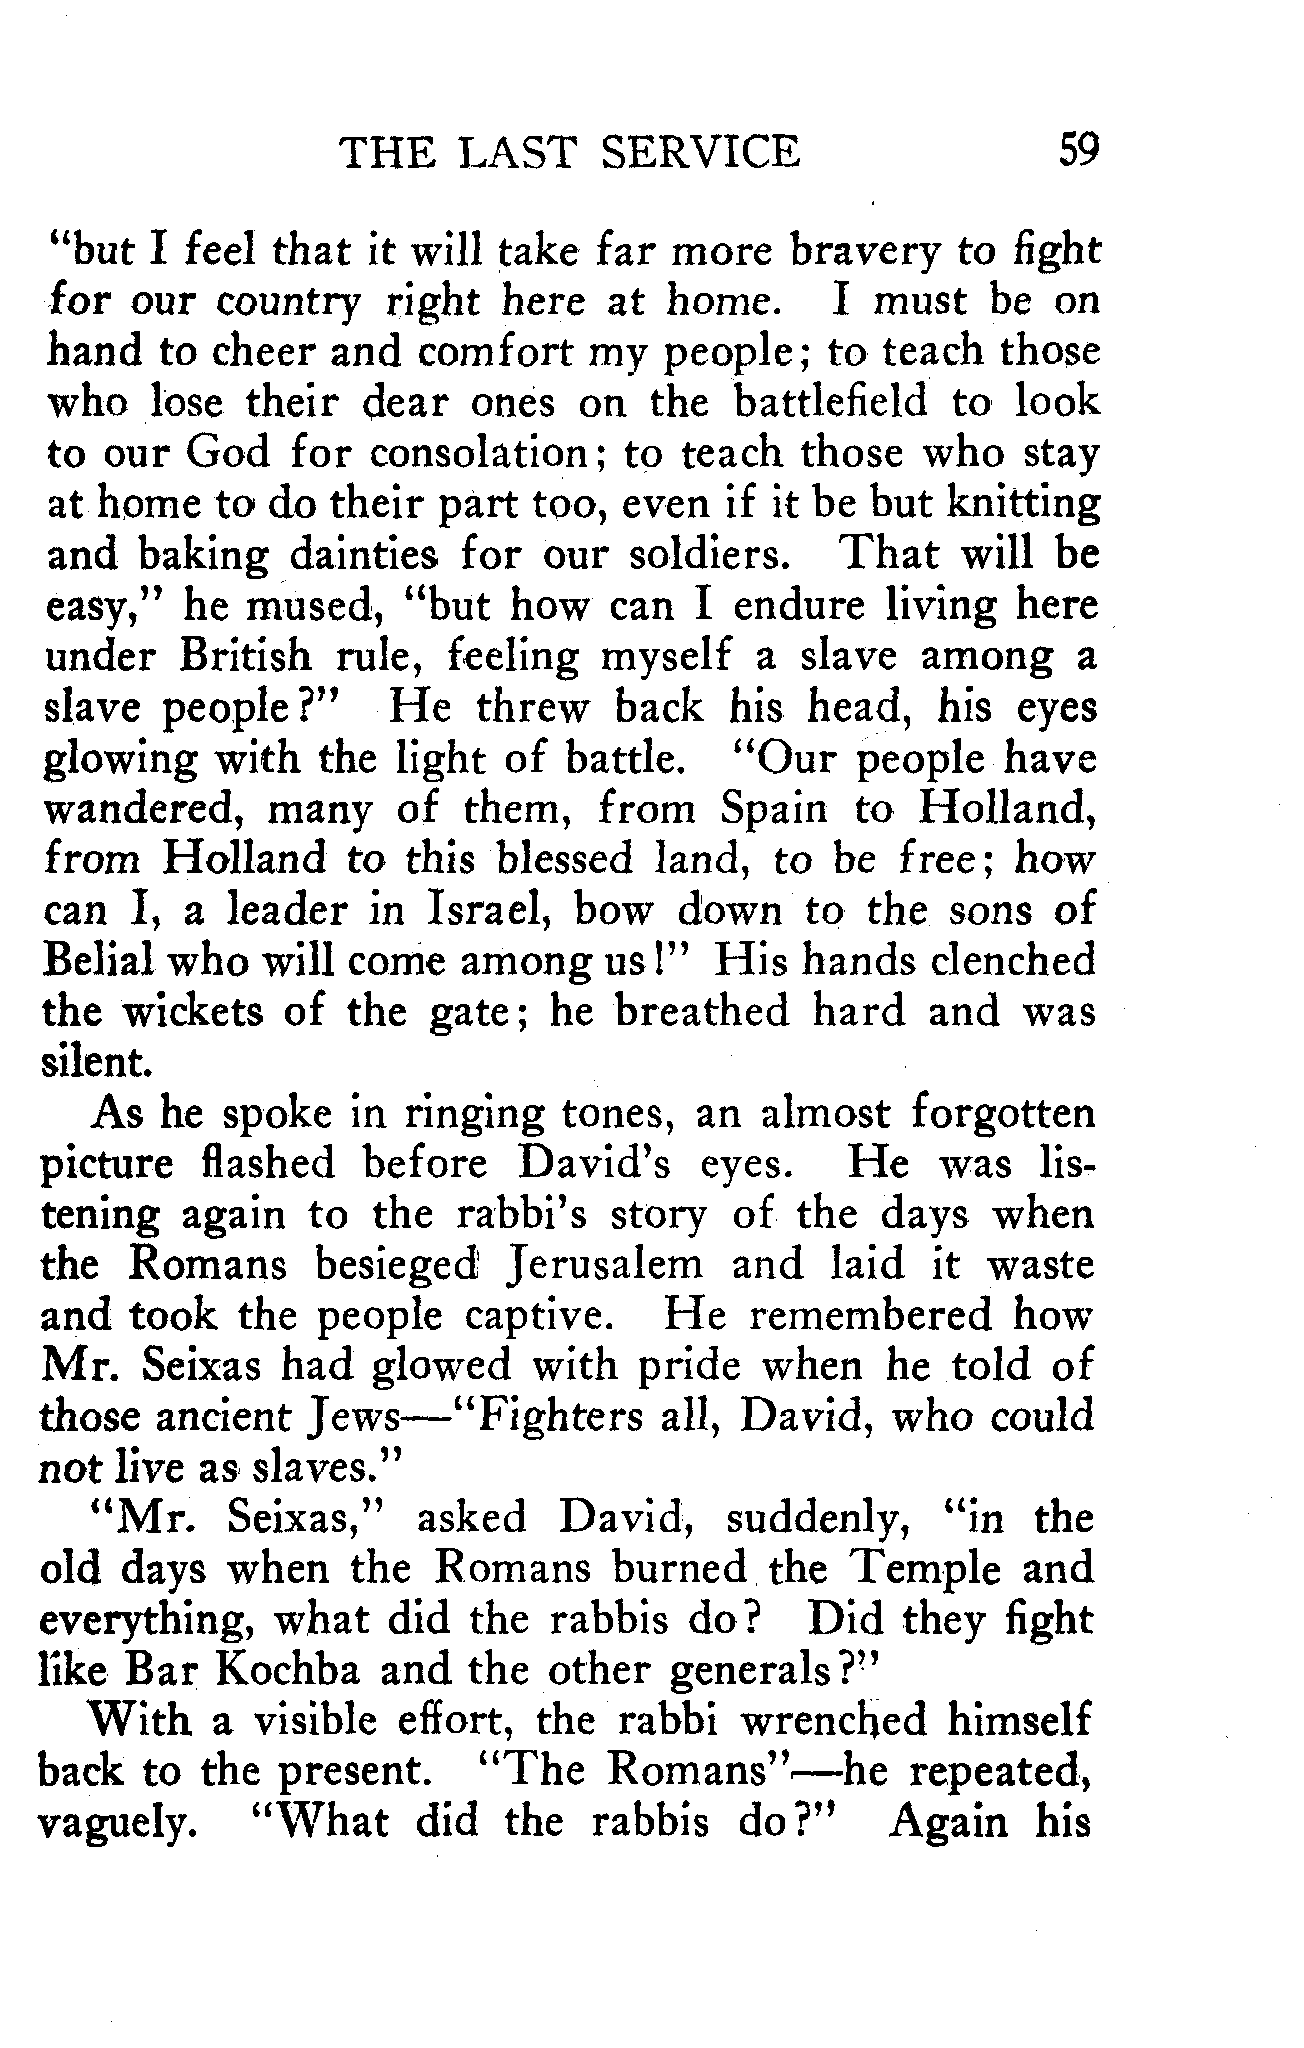 THE LAST SERVICE 59
"but I feel that it will take far more bravery to fight
for our country right here at home. I must be on
hand to cheer and comfort my people; to teach those
who lose their dear ones on the battlefield to look
to our God for consolation; to teach those who stay
at home to do their part too, even if it be but knitting
and baking dainties for our soldiers. That will be
easy," he mused, "but how can I endure living here
under British rule, feeling myself a slave among a
slave people?" He threw back his head, his eyes
glowing with the light of battle. "Our people have
wandered, many of them, from Spain to Holland,
from Holland to this blessed land, to be free; how
can I, a leader in Israel, bow down to the sons of
Belial who will come among us!" His hands clenched
the wickets of the gate; he breathed hard and was
silent.
As he spoke in ringing tones, an almost forgotten
picture flashed before David's eyes. He was lis-
tening again to the rabbi's story of the days when
the Romans besieged Jerusalem and laid it waste
and took the people captive. He remembered how
Mr. Seixas had glowed with pride when he told of
those ancient Jews—"Fighters all, David, who could
not live as slaves."
"Mr. Seixas," asked David, suddenly, "in the
old days when the Romans burned the Temple and
everything, what did the rabbis do? Did they fight
like Bar Kochba and the other generals?"
With a visible effort, the rabbi wrenched himself
back to the present. "The Romans"—he repeated,
vaguely. "What did the rabbis do?" Again his